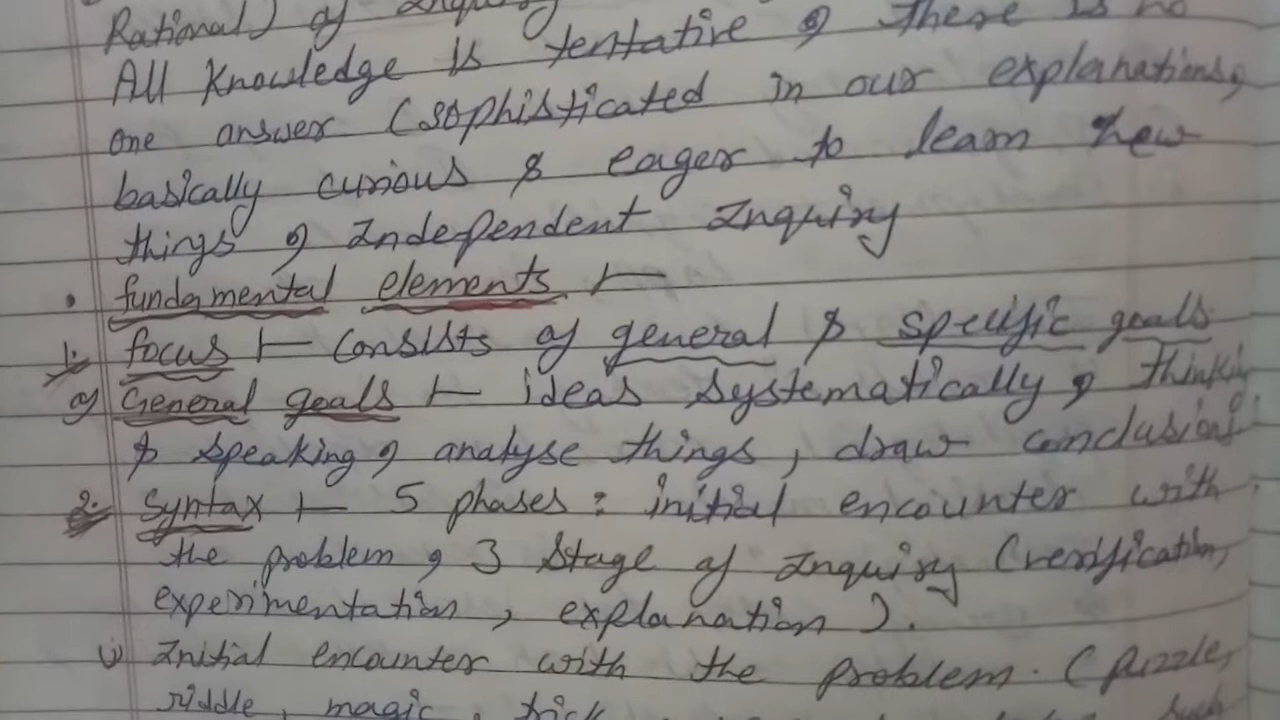 Rational) of Inquiry
All Knowledge is tentative , there is no
one answer (sophisticated in our explanations,
basically curious & eager to learn new
things , Independent Inquiry
• fundamental elements :-
1. focus :- consists of general & specific goals
a) General goals :- ideas systematically , thinking
& speaking , analyse things , draw conclusions
2. Syntax :- 5 phases : initial encounter with
the problem , 3 stage of Inquiry (verification,
experimentation , explanation ).
i) Initial encounter with the problem. (puzzle,
riddle, magic, trick such